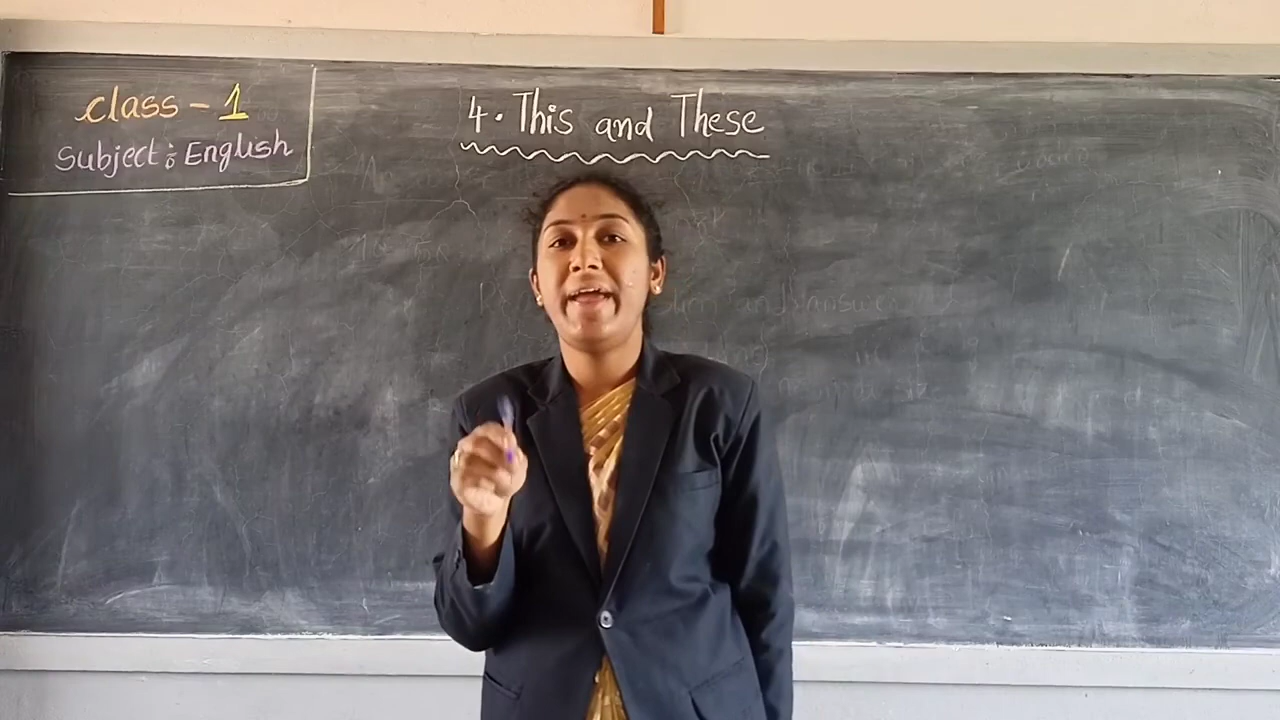 class - 1
Subject : English
4. This and These